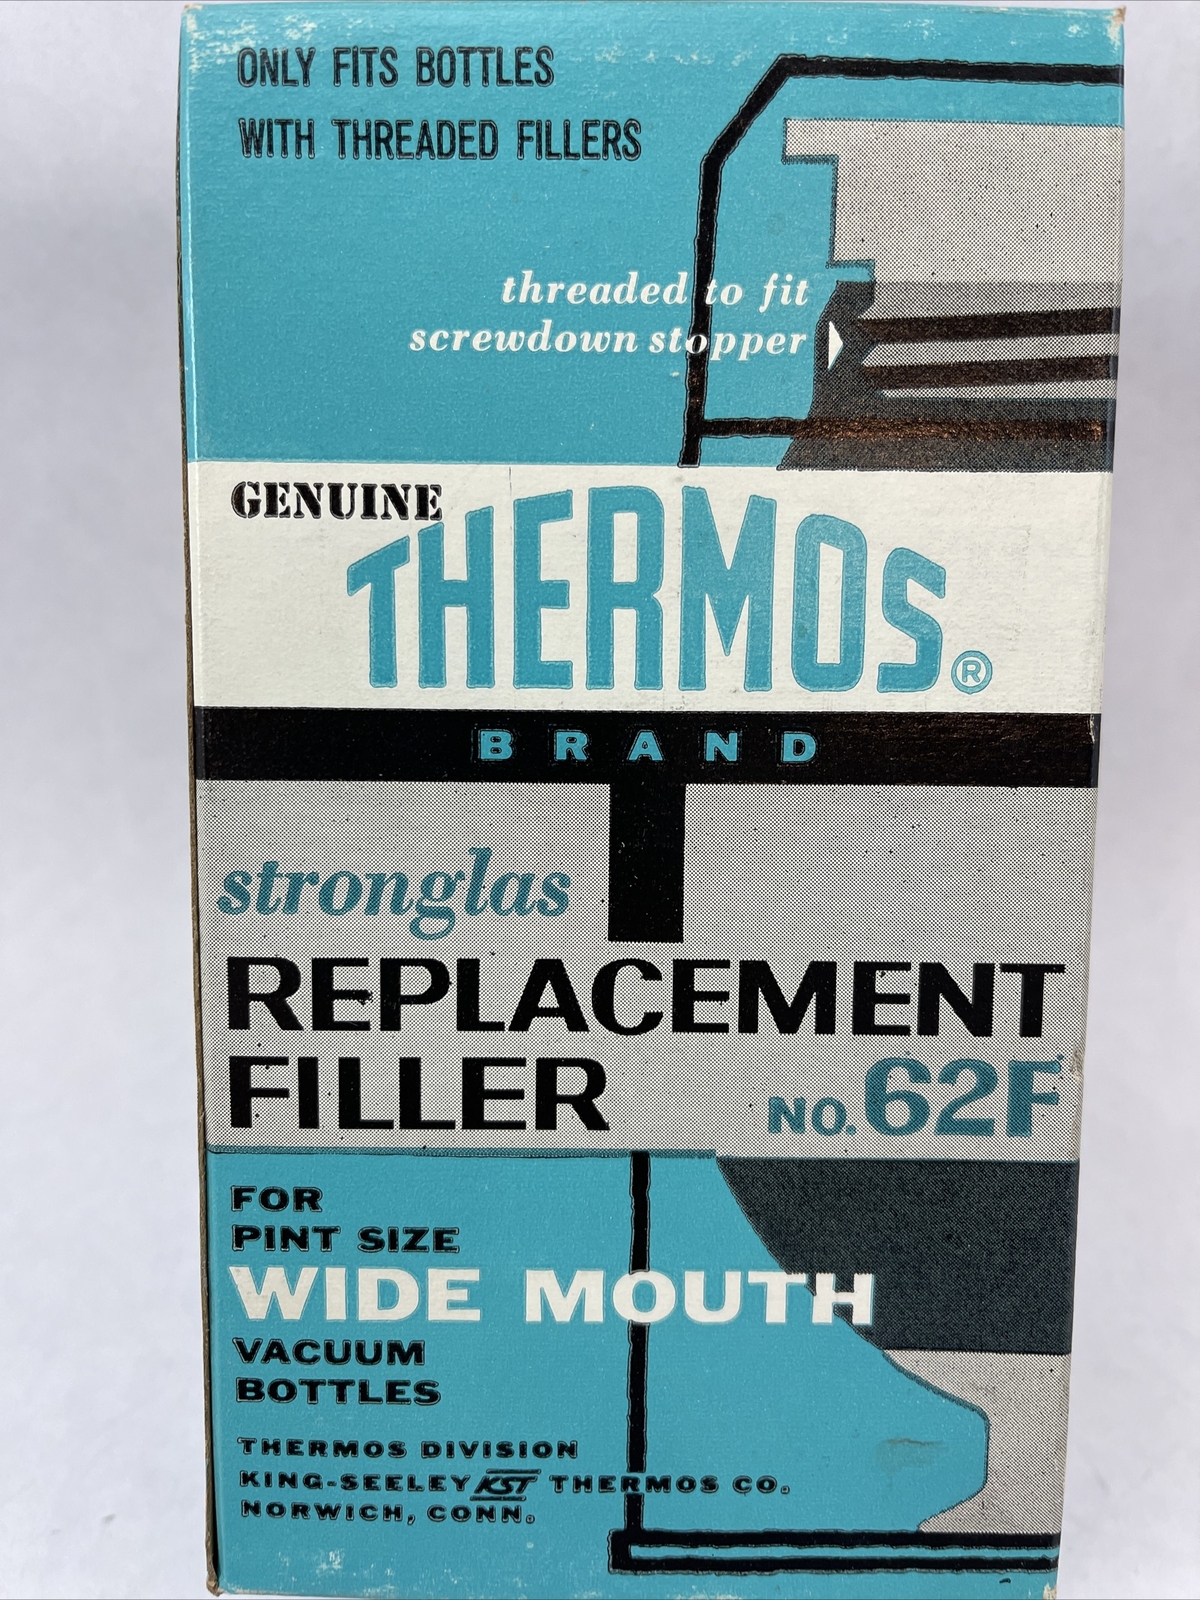 ONLY FITS BOTTLES
WITH THREADED FILLERS
threaded to fit
screwdown stopper
GENUINE
THERMOS®
BRAND
stronglas
REPLACEMENT
FILLER NO. 62F
FOR
PINT SIZE
WIDE MOUTH
VACUUM
BOTTLES
THERMOS DIVISION
KING-SEELEY KST THERMOS CO.
NORWICH, CONN.